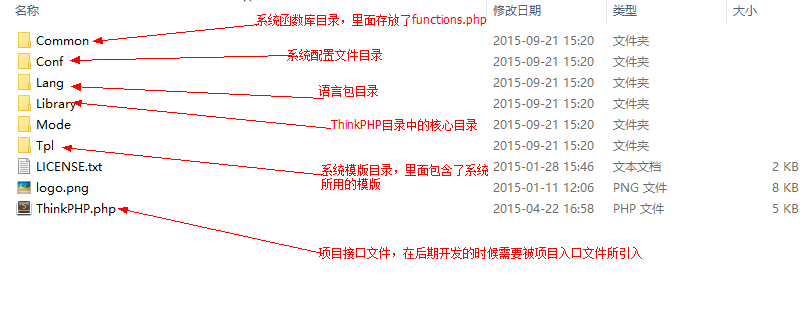 系统函数库目录，里面存放了functions.php
名称 修改日期 类型 大小
Common 2015-09-21 15:20 文件夹
系统配置文件目录
Conf 2015-09-21 15:20 文件夹
Lang 2015-09-21 15:20 文件夹
语言包目录
Library 2015-09-21 15:20 文件夹
ThinkPHP目录中的核心目录
Mode 2015-09-21 15:20 文件夹
Tpl 2015-09-21 15:20 文件夹
系统模版目录，里面包含了系统
所用的模版
LICENSE.txt 2015-01-28 15:46 文本文档 2 KB
logo.png 2015-01-11 12:06 PNG 文件 8 KB
ThinkPHP.php 2015-04-22 16:58 PHP 文件 5 KB
项目接口文件，在后期开发的时候需要被项目入口文件所引入